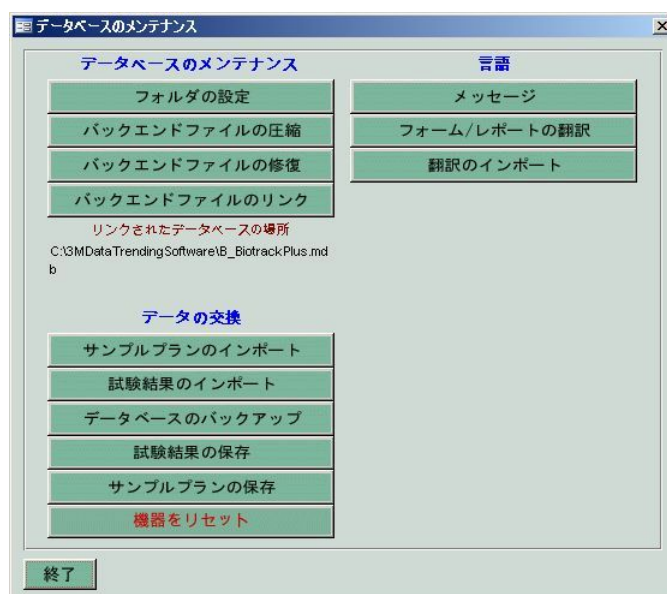 データベースのメンテナンス
データベースのメンテナンス
フォルダの設定
バックエンドファイルの圧縮
バックエンドファイルの修復
バックエンドファイルのリンク
リンクされたデータベースの場所
C:\3MDataTrendingSoftware\B_BiotrackPlus.md
b
データの交換
サンプルプランのインポート
試験結果のインポート
データベースのバックアップ
試験結果の保存
サンプルプランの保存
機器をリセット
言語
メッセージ
フォーム/レポートの翻訳
翻訳のインポート
終了